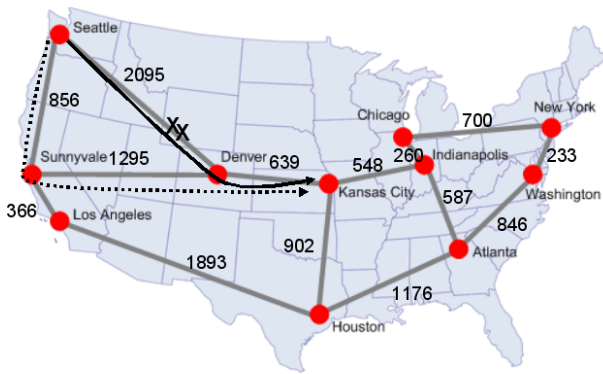 Seattle
2095
856
Chicago
700
New York
Sunnyvale
1295
Denver
639
548
260
Indianapolis
233
Kansas City
Washington
366
Los Angeles
587
846
902
Atlanta
1893
1176
Houston
XX